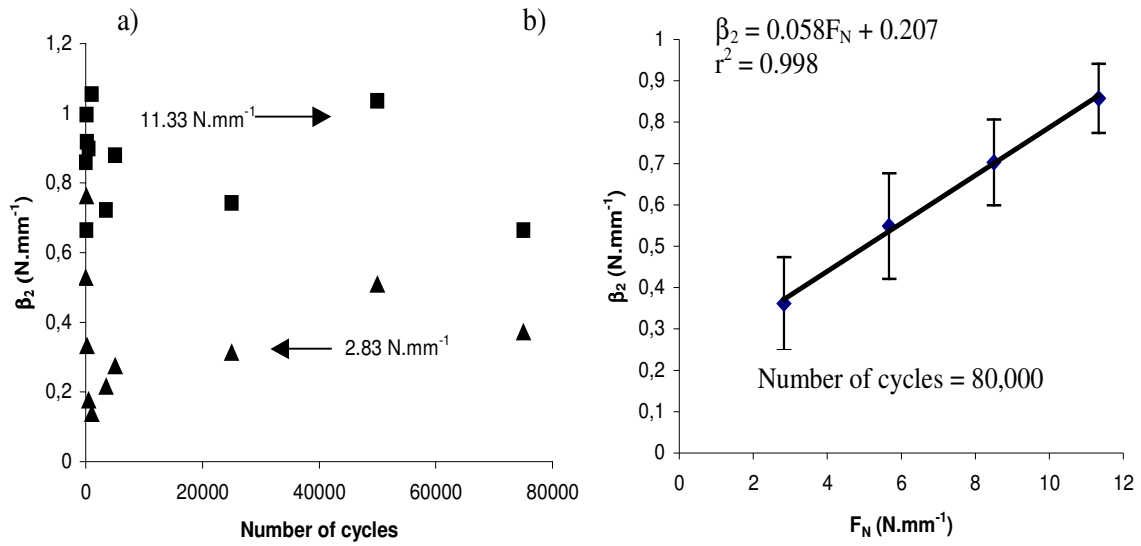 a)
1,2
1
0,8
0,6
0,4
0,2
0
β₂ (N.mm⁻¹)
11.33 N.mm⁻¹
2.83 N.mm⁻¹
0 20000 40000 60000 80000
Number of cycles
b)
β₂ = 0.058F_N + 0.207
r² = 0.998
1
0,9
0,8
0,7
0,6
0,5
0,4
0,3
0,2
0,1
0
β₂ (N.mm⁻¹)
Number of cycles = 80,000
0 2 4 6 8 10 12
F_N (N.mm⁻¹)